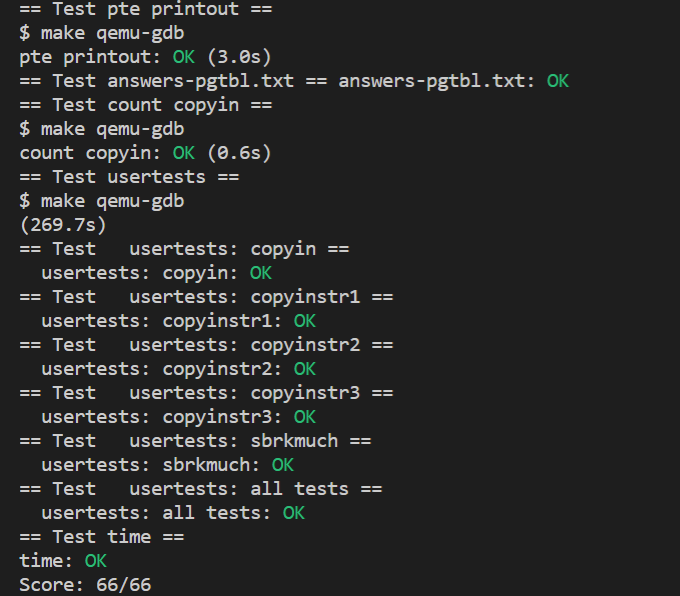 == Test pte printout ==
$ make qemu-gdb
pte printout: OK (3.0s)
== Test answers-pgtbl.txt == answers-pgtbl.txt: OK
== Test count copyin ==
$ make qemu-gdb
count copyin: OK (0.6s)
== Test usertests ==
$ make qemu-gdb
(269.7s)
== Test   usertests: copyin ==
  usertests: copyin: OK
== Test   usertests: copyinstr1 ==
  usertests: copyinstr1: OK
== Test   usertests: copyinstr2 ==
  usertests: copyinstr2: OK
== Test   usertests: copyinstr3 ==
  usertests: copyinstr3: OK
== Test   usertests: sbrkmuch ==
  usertests: sbrkmuch: OK
== Test   usertests: all tests ==
  usertests: all tests: OK
== Test time ==
time: OK
Score: 66/66